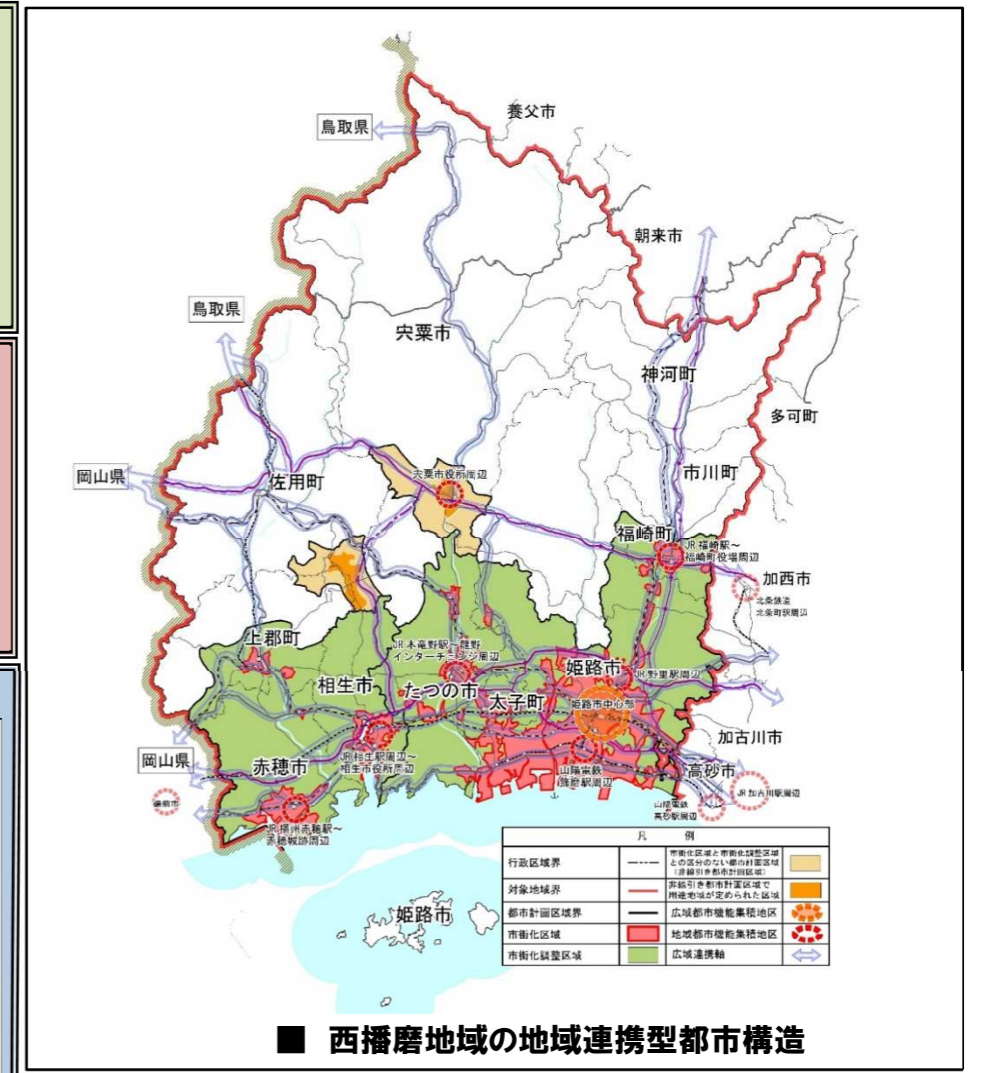 養父市
鳥取県
朝来市
鳥取県
宍粟市
神河町
多可町
岡山県
佐用町
宍粟市役所周辺
市川町
福崎町
JR福崎駅～
福崎町役場周辺
加西市
北条鉄道
北条町駅周辺
上郡町
JR本竜野駅～龍野
インターチェンジ周辺
姫路市
JR野里駅周辺
相生市
たつの市
太子町
姫路市中心部
岡山県
赤穂市
JR相生駅周辺～
相生市役所周辺
山陽電鉄
飾磨駅周辺
加古川市
高砂市
JR加古川駅周辺
山陽電鉄
高砂駅周辺
備前市
JR播州赤穂駅～
赤穂城跡周辺
姫路市
凡 例
行政区域界
市街化区域と市街化調整区域
との区分のない都市計画区域
(非線引き都市計画区域)
対象地域界
非線引き都市計画区域で
用途地域が定められた区域
都市計画区域界
広域都市機能集積地区
市街化区域
地域都市機能集積地区
市街化調整区域
広域連携軸
■ 西播磨地域の地域連携型都市構造